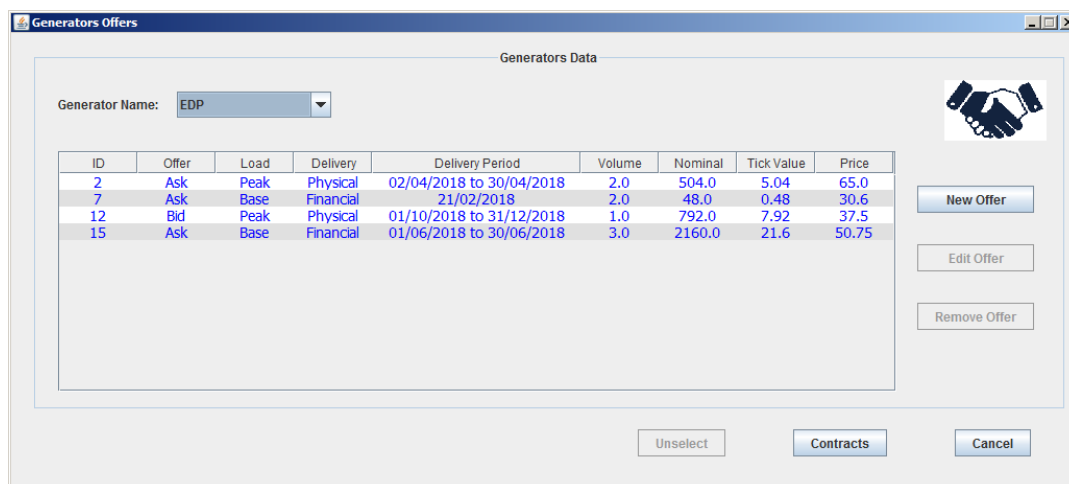 Generators Offers
Generators Data
Generator Name: EDP
ID Offer Load Delivery Delivery Period Volume Nominal Tick Value Price
2 Ask Peak Physical 02/04/2018 to 30/04/2018 2.0 504.0 5.04 65.0
7 Ask Base Financial 21/02/2018 2.0 48.0 0.48 30.6
12 Bid Peak Physical 01/10/2018 to 31/12/2018 1.0 792.0 7.92 37.5
15 Ask Base Financial 01/06/2018 to 30/06/2018 3.0 2160.0 21.6 50.75
New Offer
Edit Offer
Remove Offer
Unselect Contracts Cancel